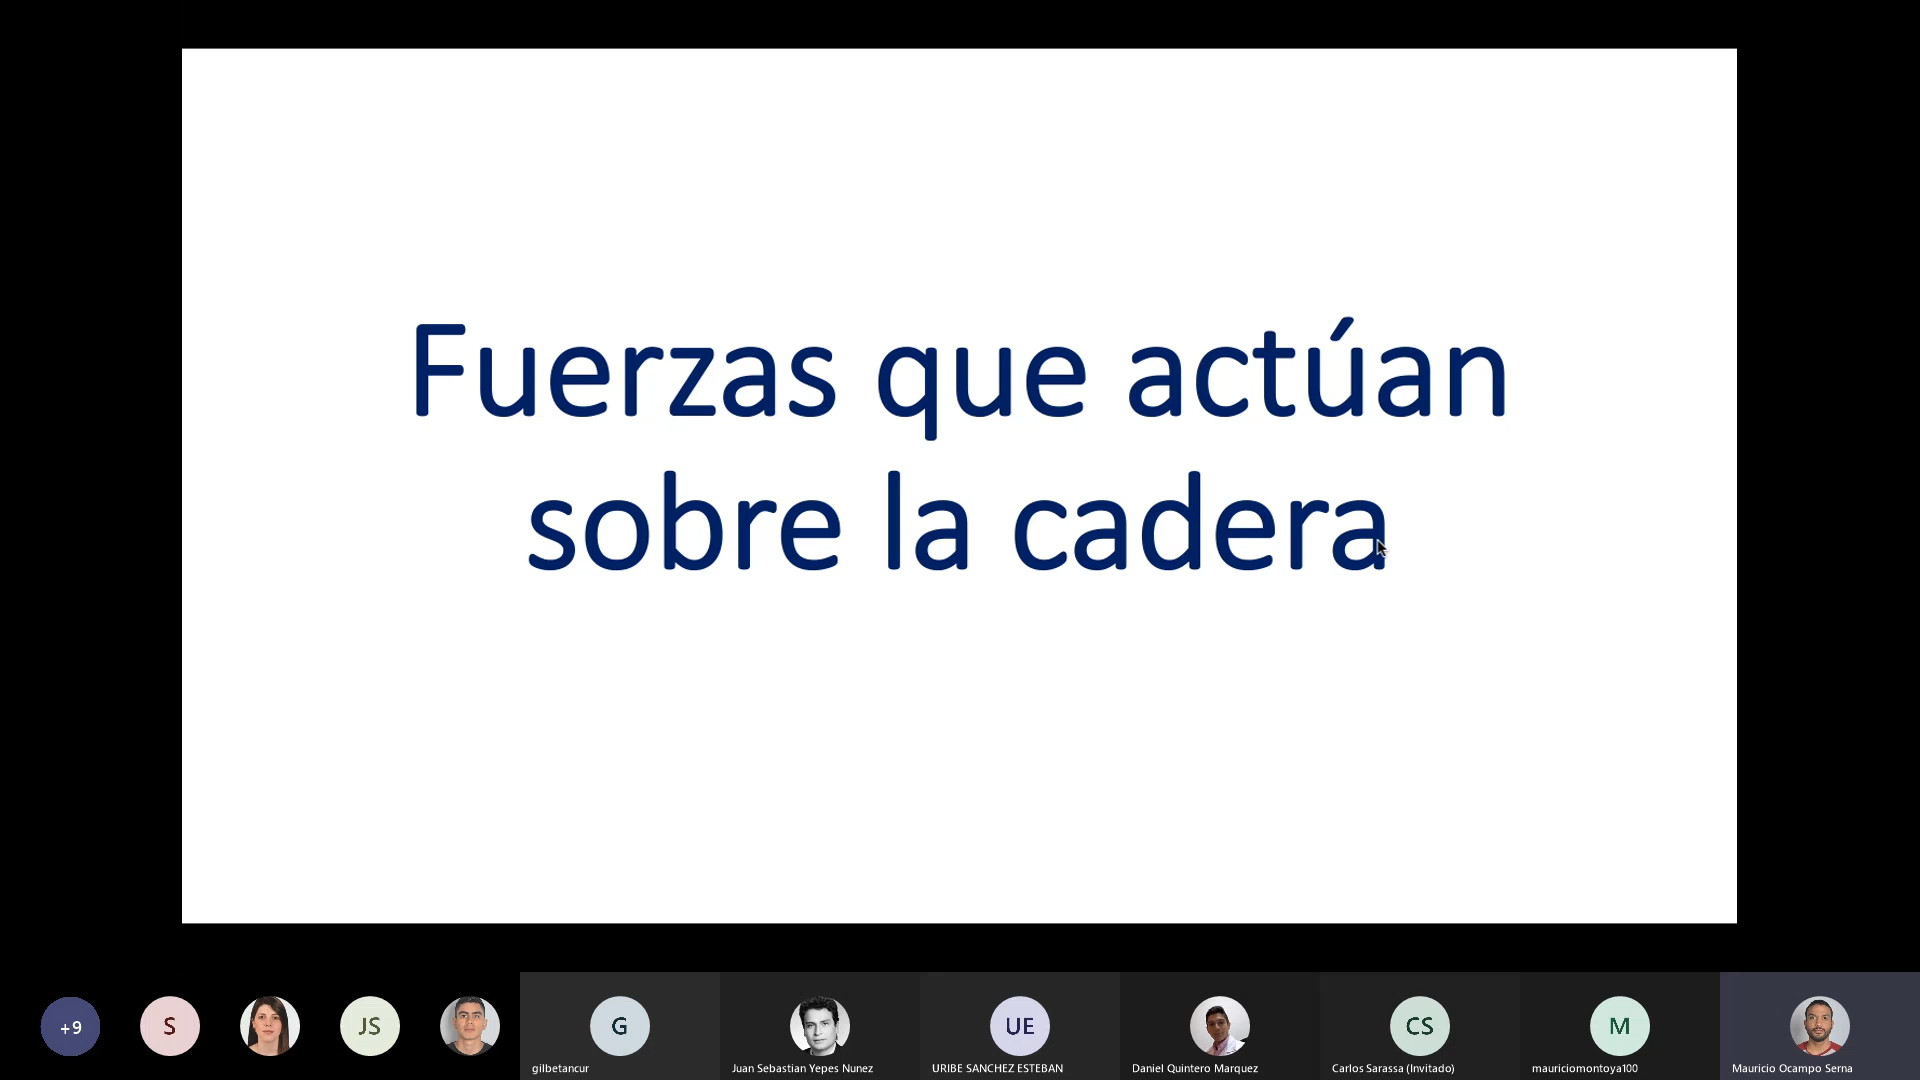 Fuerzas que actúan
sobre la cadera
+9
S
JS
G
UE
CS
M
gilbetancur
Juan Sebastian Yepes Nunez
URIBE SANCHEZ ESTEBAN
Daniel Quintero Marquez
Carlos Sarassa (Invitado)
mauriciomontoya100
Mauricio Ocampo Serna